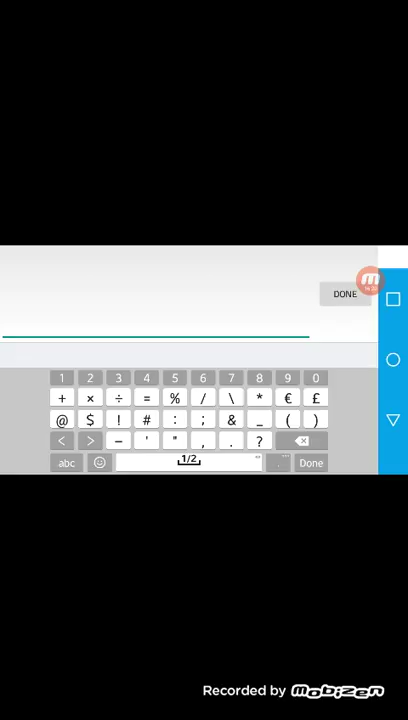 DONE
1 2 3 4 5 6 7 8 9 0
+ × ÷ = % / \ * € £
@ $ ! # : ; & _ ( )
< > – ' " , . ?
abc 1/2 . Done
Recorded by Mobizen